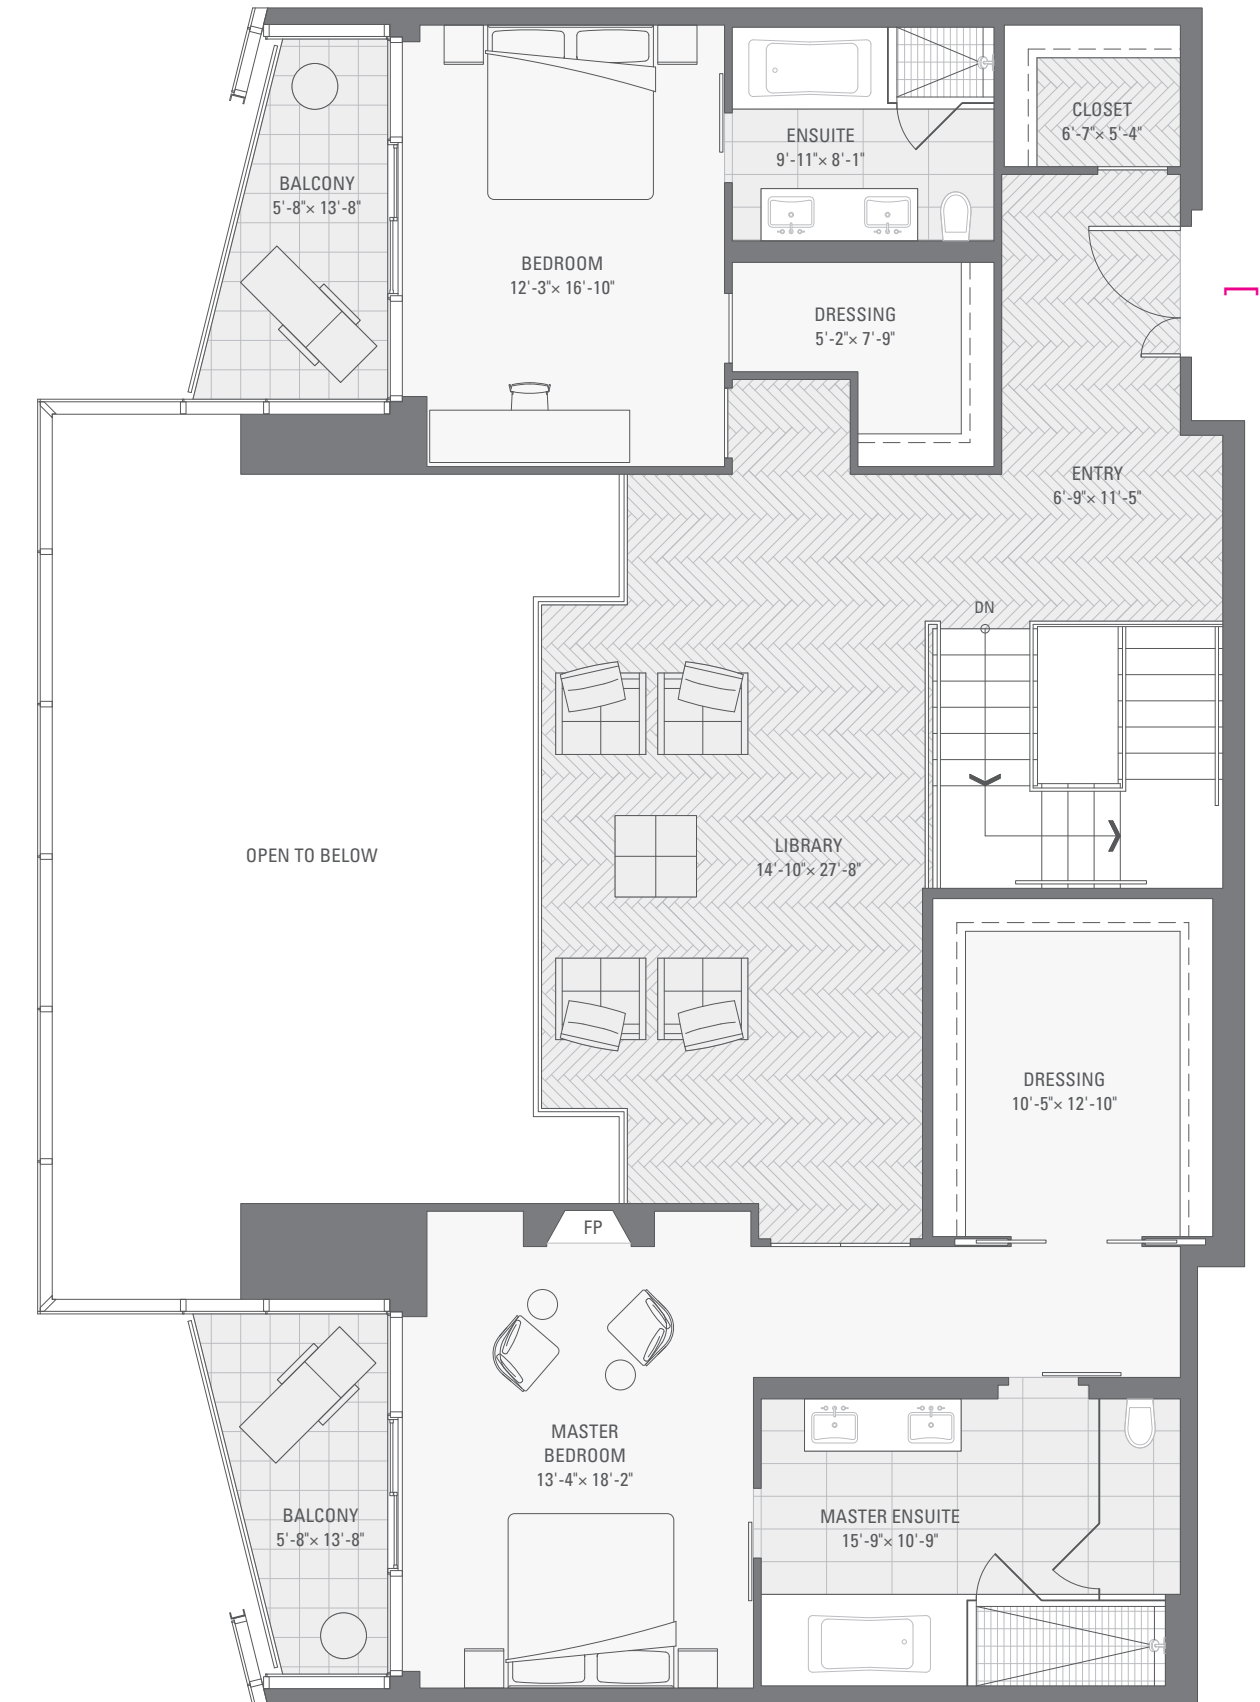 CLOSET
6'-7"× 5'-4"
ENSUITE
9'-11"× 8'-1"
BALCONY
5'-8"× 13'-8"
BEDROOM
12'-3"× 16'-10"
DRESSING
5'-2"× 7'-9"
]
ENTRY
6'-9"× 11'-5"
DN
OPEN TO BELOW
LIBRARY
14'-10"× 27'-8"
DRESSING
10'-5"× 12'-10"
FP
MASTER
BEDROOM
13'-4"× 18'-2"
BALCONY
5'-8"× 13'-8"
MASTER ENSUITE
15'-9"× 10'-9"